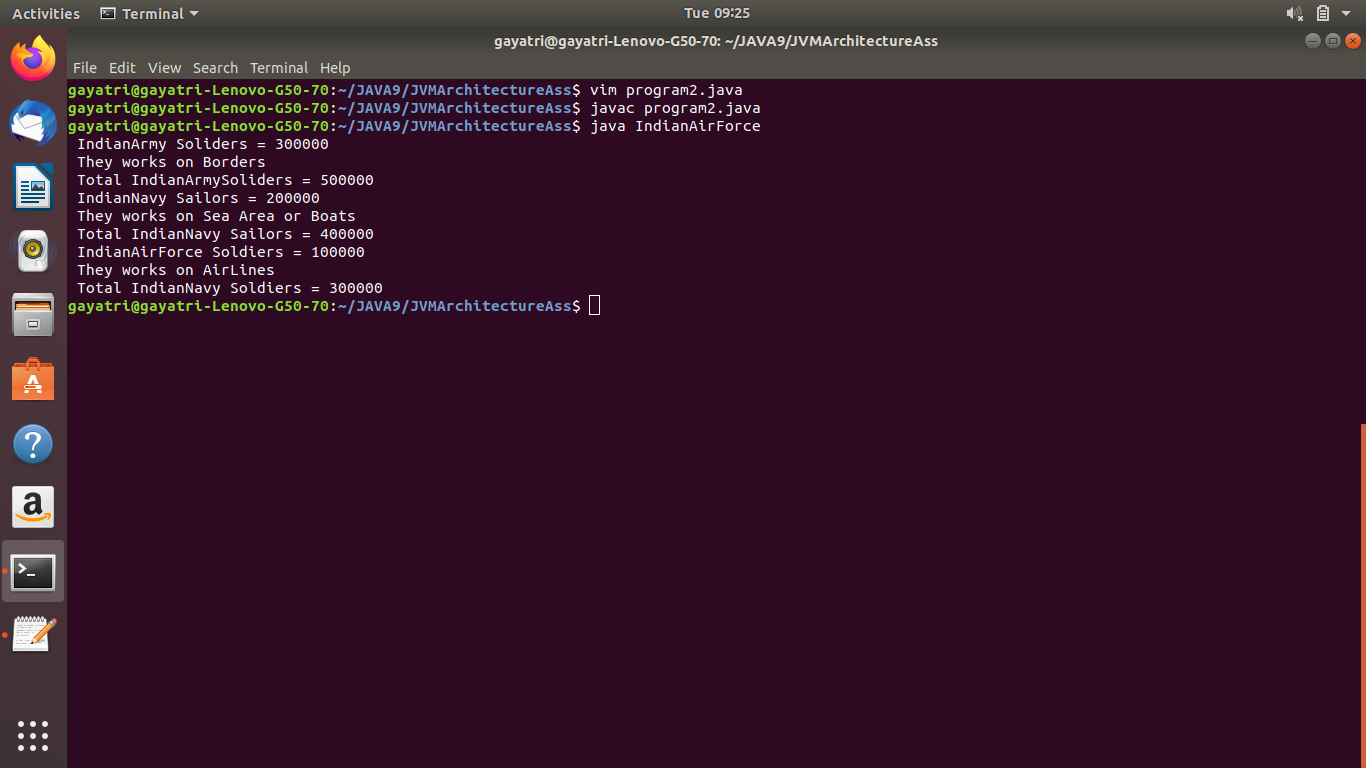 Activities Terminal Tue 09:25
gayatri@gayatri-Lenovo-G50-70: ~/JAVA9/JVMArchitectureAss
File Edit View Search Terminal Help
gayatri@gayatri-Lenovo-G50-70:~/JAVA9/JVMArchitectureAss$ vim program2.java
gayatri@gayatri-Lenovo-G50-70:~/JAVA9/JVMArchitectureAss$ javac program2.java
gayatri@gayatri-Lenovo-G50-70:~/JAVA9/JVMArchitectureAss$ java IndianAirForce
IndianArmy Soliders = 300000
They works on Borders
Total IndianArmySoliders = 500000
IndianNavy Sailors = 200000
They works on Sea Area or Boats
Total IndianNavy Sailors = 400000
IndianAirForce Soldiers = 100000
They works on AirLines
Total IndianNavy Soldiers = 300000
gayatri@gayatri-Lenovo-G50-70:~/JAVA9/JVMArchitectureAss$